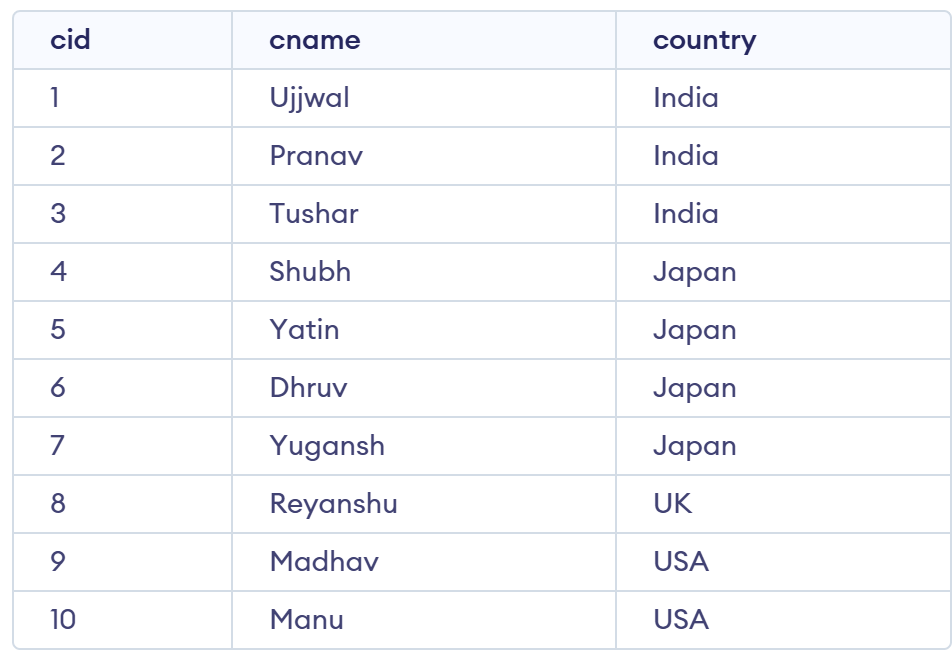 cid cname country
1 Ujjwal India
2 Pranav India
3 Tushar India
4 Shubh Japan
5 Yatin Japan
6 Dhruv Japan
7 Yugansh Japan
8 Reyanshu UK
9 Madhav USA
10 Manu USA